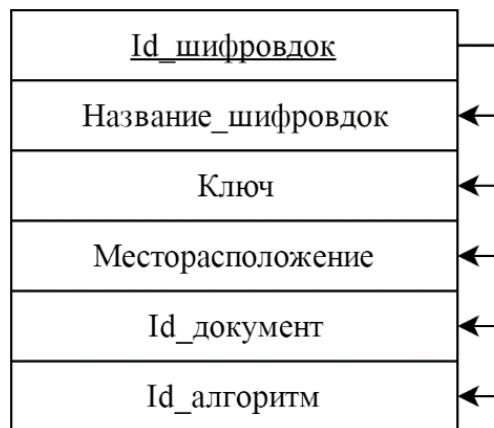 Id_шифровдок
Название_шифровдок
Ключ
Месторасположение
Id_документ
Id_алгоритм